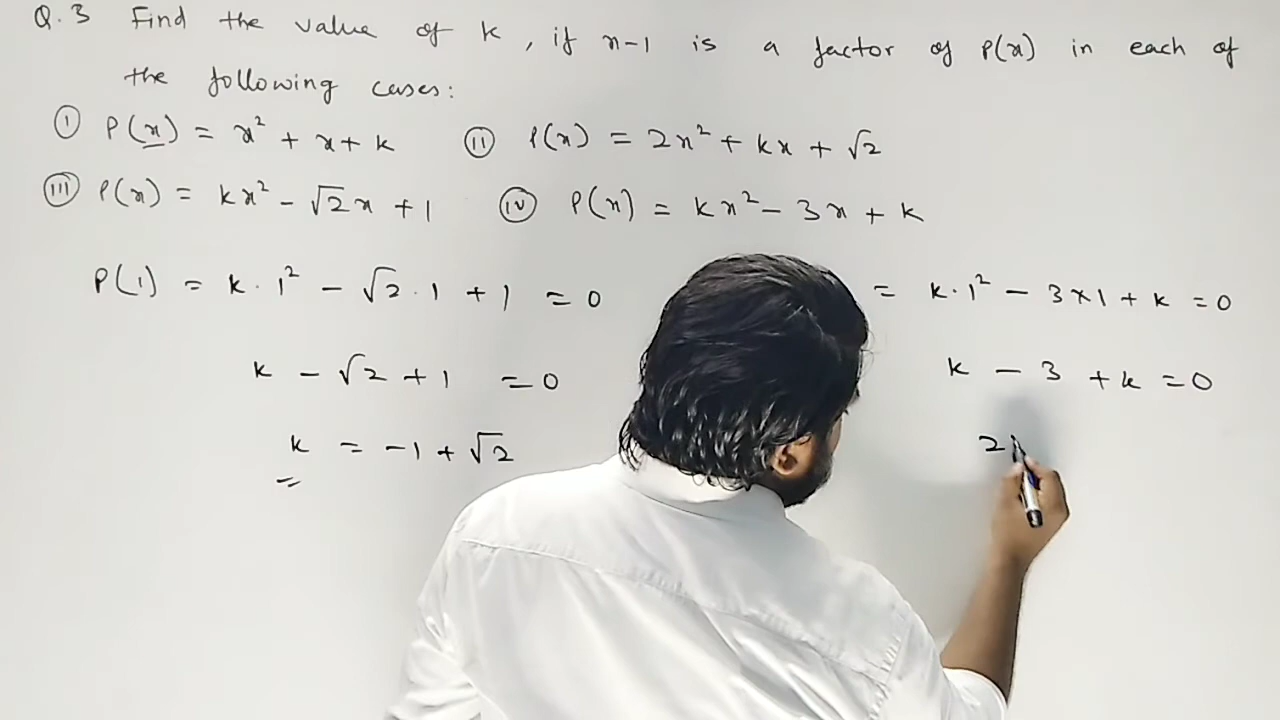 Q.3 Find the value of k, if x-1 is a factor of P(x) in each of
the following cases:
(i) P(x) = x² + x + k (ii) P(x) = 2x² + kx + √2
(iii) P(x) = kx² - √2x + 1 (iv) P(x) = kx² - 3x + k
P(1) = k·1² - √2·1 + 1 = 0
k - √2 + 1 = 0
k = -1 + √2
= k·1² - 3×1 + k = 0
k - 3 + k = 0
2